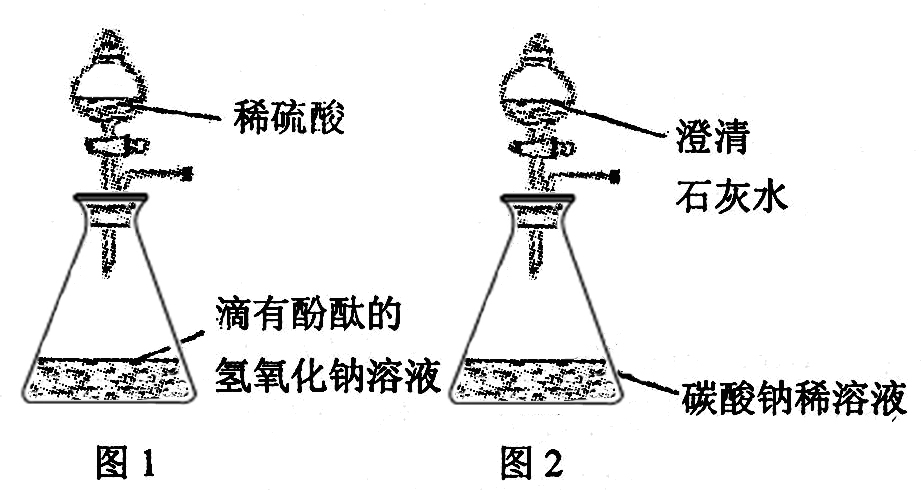 稀硫酸
澄清
石灰水
滴有酚酞的
氢氧化钠溶液
碳酸钠稀溶液
图1
图2